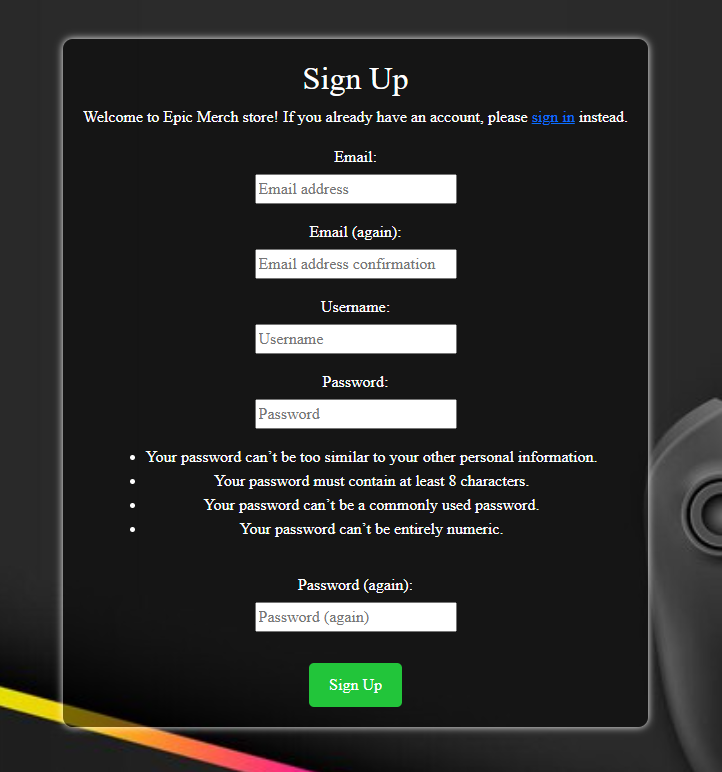 Sign Up
Welcome to Epic Merch store! If you already have an account, please sign in instead.
Email:
Email address
Email (again):
Email address confirmation
Username:
Username
Password:
Password
• Your password can’t be too similar to your other personal information.
• Your password must contain at least 8 characters.
• Your password can’t be a commonly used password.
• Your password can’t be entirely numeric.
Password (again):
Password (again)
Sign Up